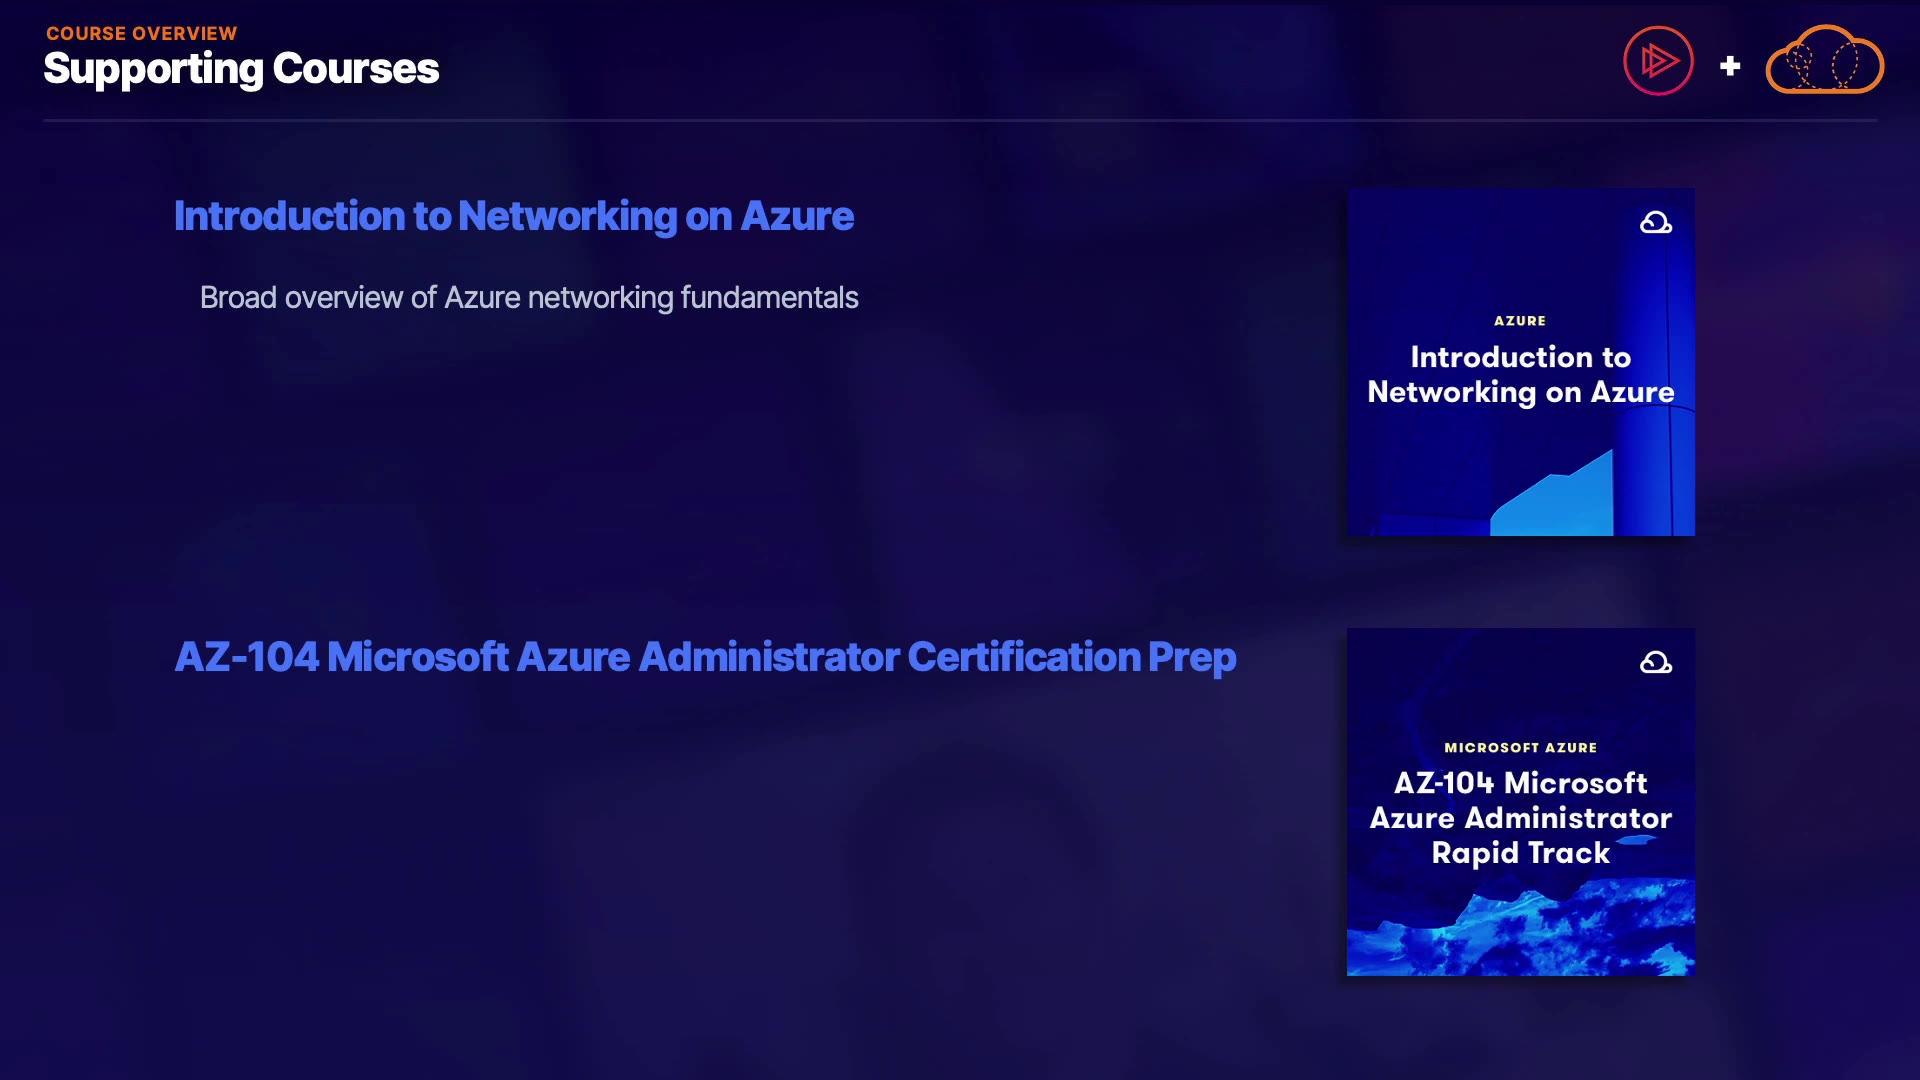 COURSE OVERVIEW
Supporting Courses
Introduction to Networking on Azure
Broad overview of Azure networking fundamentals
AZURE
Introduction to
Networking on Azure
AZ-104 Microsoft Azure Administrator Certification Prep
MICROSOFT AZURE
AZ-104 Microsoft
Azure Administrator
Rapid Track